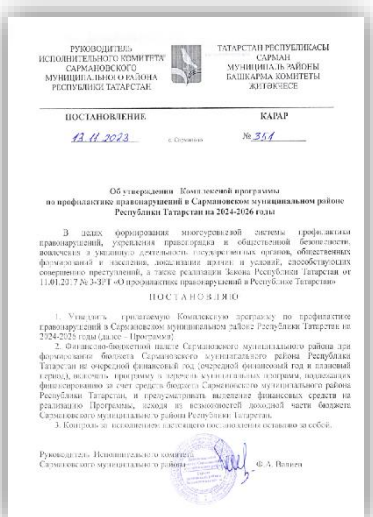 РУКОВОДИТЕЛЬ
ИСПОЛНИТЕЛЬНОГО КОМИТЕТА
САРМАНОВСКОГО
МУНИЦИПАЛЬНОГО РАЙОНА
РЕСПУБЛИКИ ТАТАРСТАН
ТАТАРСТАН РЕСПУБЛИКАСЫ
САРМАН
МУНИЦИПАЛЬ РАЙОНЫ
БАШКАРМА КОМИТЕТЫ
ҖИТӘКЧЕСЕ
ПОСТАНОВЛЕНИЕ
КАРАР
13.11.2023
с. Сарманово
№ 351
Об утверждении Комплексной программы
по профилактике правонарушений в Сармановском муниципальном районе
Республики Татарстан на 2024-2026 годы
В целях формирования многоуровневой системы профилактики
правонарушений, укрепления правопорядка и общественной безопасности,
вовлечения в указанную деятельность государственных органов, общественных
формирований и населения, локализации причин и условий, способствующих
совершению преступлений, а также реализации Закона Республики Татарстан от
11.01.2017 № 3-ЗРТ «О профилактике правонарушений в Республике Татарстан»
ПОСТАНОВЛЯЮ
1. Утвердить прилагаемую Комплексную программу по профилактике
правонарушений в Сармановском муниципальном районе Республики Татарстан на
2024-2026 годы (далее – Программа)
2. Финансово-бюджетной палате Сармановского муниципального района при
формировании бюджета Сармановского муниципального района Республики
Татарстан на очередной финансовый год (очередной финансовый год и плановый
период), включить программу в перечень муниципальных программ, подлежащих
финансированию за счет средств бюджета Сармановского муниципального района
Республики Татарстан, и предусматривать выделение финансовых средств на
реализацию Программы, исходя из возможностей доходной части бюджета
Сармановского муниципального района Республики Татарстан.
3. Контроль за исполнением настоящего постановления оставляю за собой.
Руководитель Исполнительного комитета
Сармановского муниципального района
Ф.А. Валиев